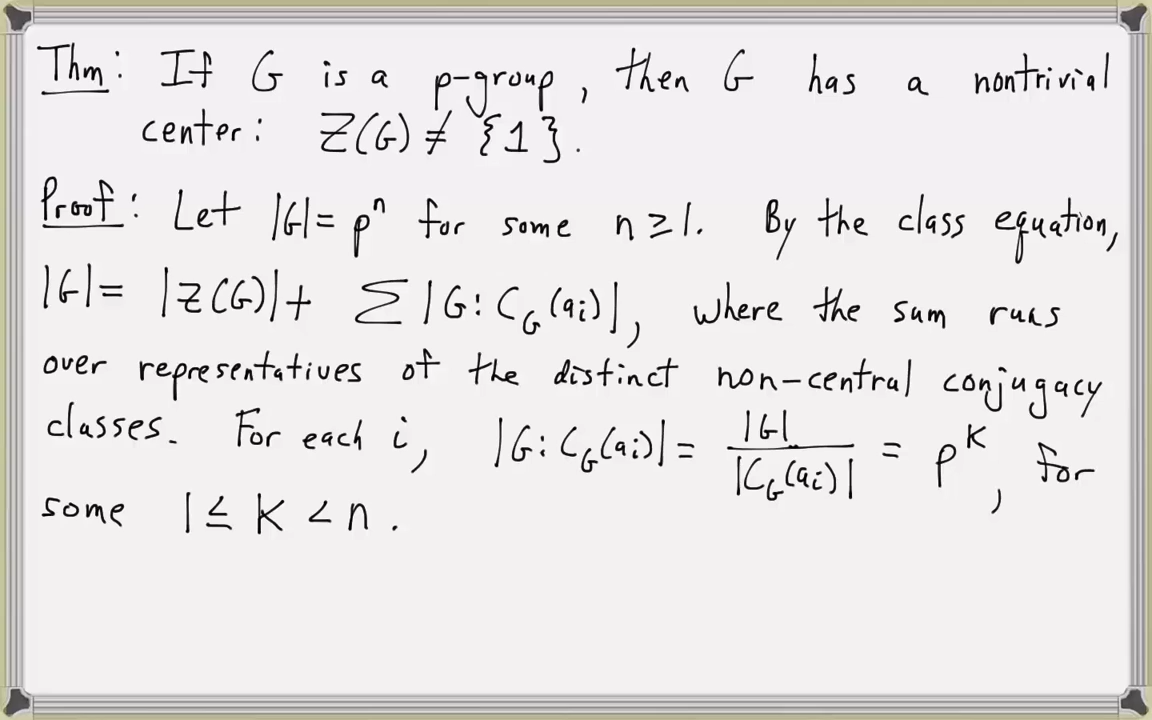 Thm: If G is a p-group, then G has a nontrivial
center: Z(G) ≠ {1}.
Proof: Let |G| = pⁿ for some n ≥ 1. By the class equation,
|G| = |Z(G)| + ∑ |G : C_G(a_i)|, where the sum runs
over representatives of the distinct non-central conjugacy
classes. For each i, |G : C_G(a_i)| = |G| / |C_G(a_i)| = p^k, for
some 1 ≤ k < n.